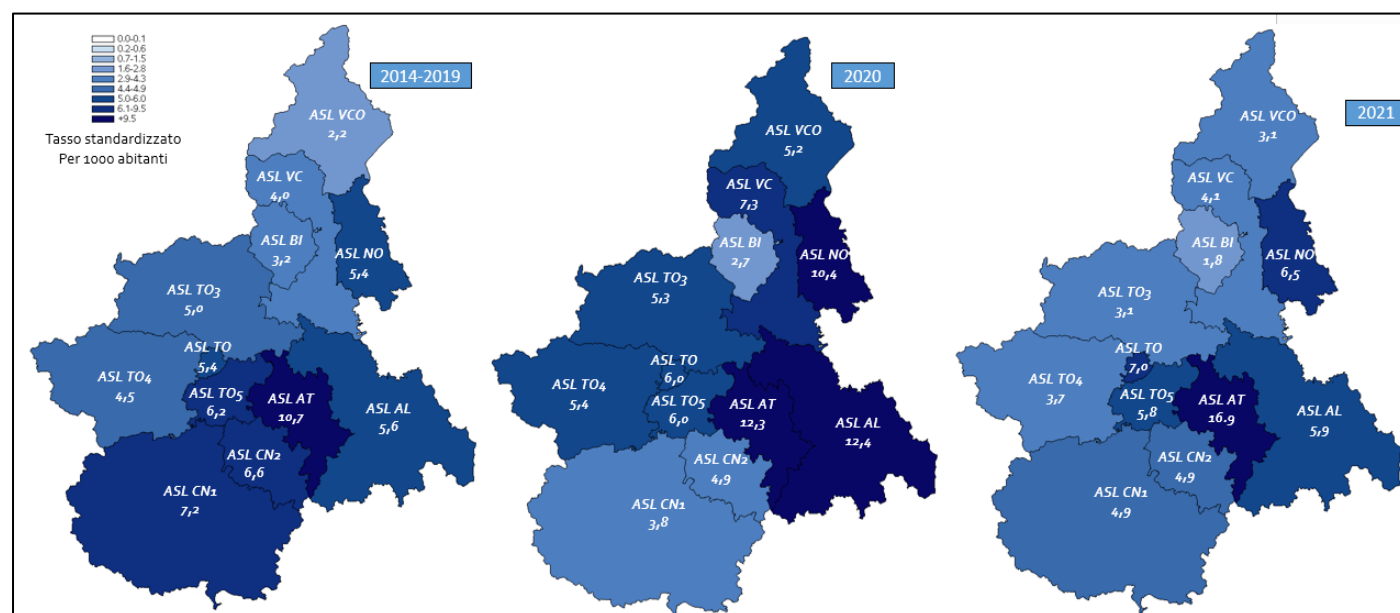 0.0-0.1
0.2-0.6
0.7-1.5
1.6-2.8
2.9-4.3
4.4-4.9
5.0-6.0
6.1-9.5
+9.5
Tasso standardizzato
Per 1000 abitanti
2014-2019
ASL VCO
2,2
ASL VC
4,0
ASL BI
3,2
ASL NO
5,4
ASL TO3
5,0
ASL TO
5,4
ASL TO4
4,5
ASL TO5
6,2
ASL AT
10,7
ASL AL
5,6
ASL CN2
6,6
ASL CN1
7,2
2020
ASL VCO
5,2
ASL VC
7,3
ASL BI
2,7
ASL NO
10,4
ASL TO3
5,3
ASL TO
6,0
ASL TO4
5,4
ASL TO5
6,0
ASL AT
12,3
ASL AL
12,4
ASL CN2
4,9
ASL CN1
3,8
2021
ASL VCO
3,1
ASL VC
4,1
ASL BI
1,8
ASL NO
6,5
ASL TO3
3,1
ASL TO
7,0
ASL TO4
3,7
ASL TO5
5,8
ASL AT
16.9
ASL AL
5,9
ASL CN2
4,9
ASL CN1
4,9